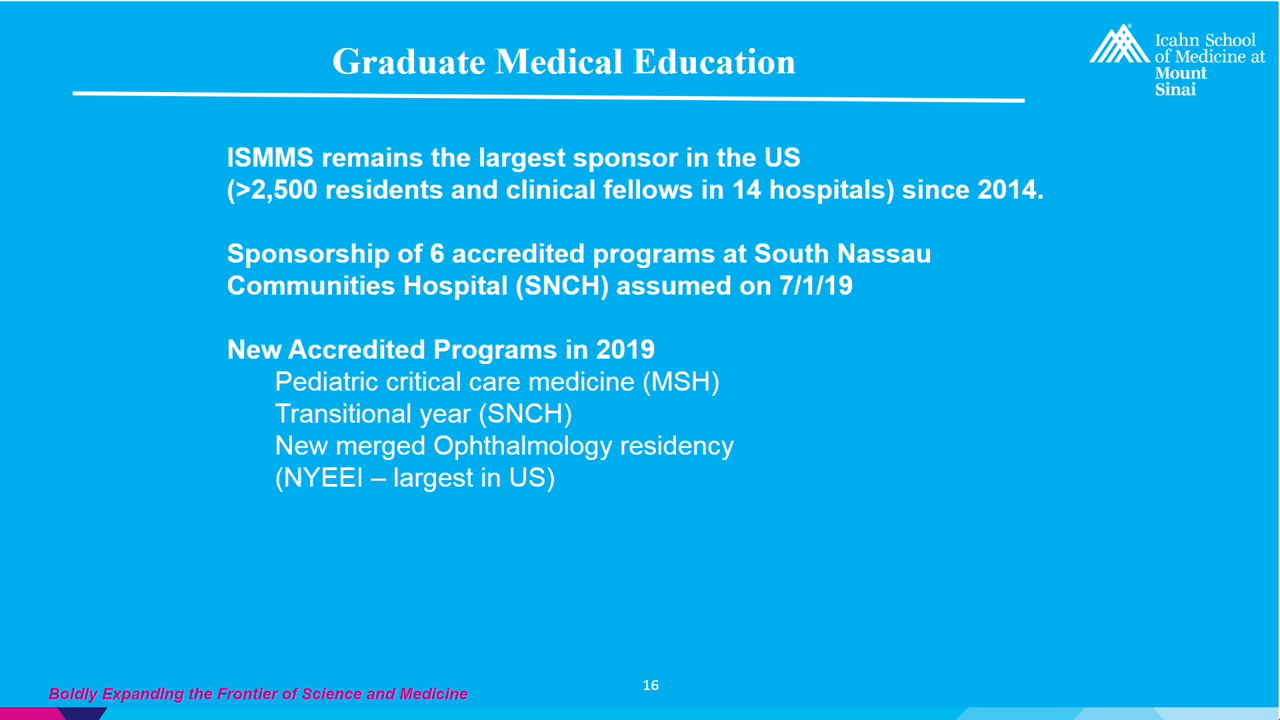 Graduate Medical Education
Icahn School
of Medicine at
Mount
Sinai
ISMMS remains the largest sponsor in the US
(>2,500 residents and clinical fellows in 14 hospitals) since 2014.
Sponsorship of 6 accredited programs at South Nassau
Communities Hospital (SNCH) assumed on 7/1/19
New Accredited Programs in 2019
Pediatric critical care medicine (MSH)
Transitional year (SNCH)
New merged Ophthalmology residency
(NYEEI – largest in US)
Boldly Expanding the Frontier of Science and Medicine
16